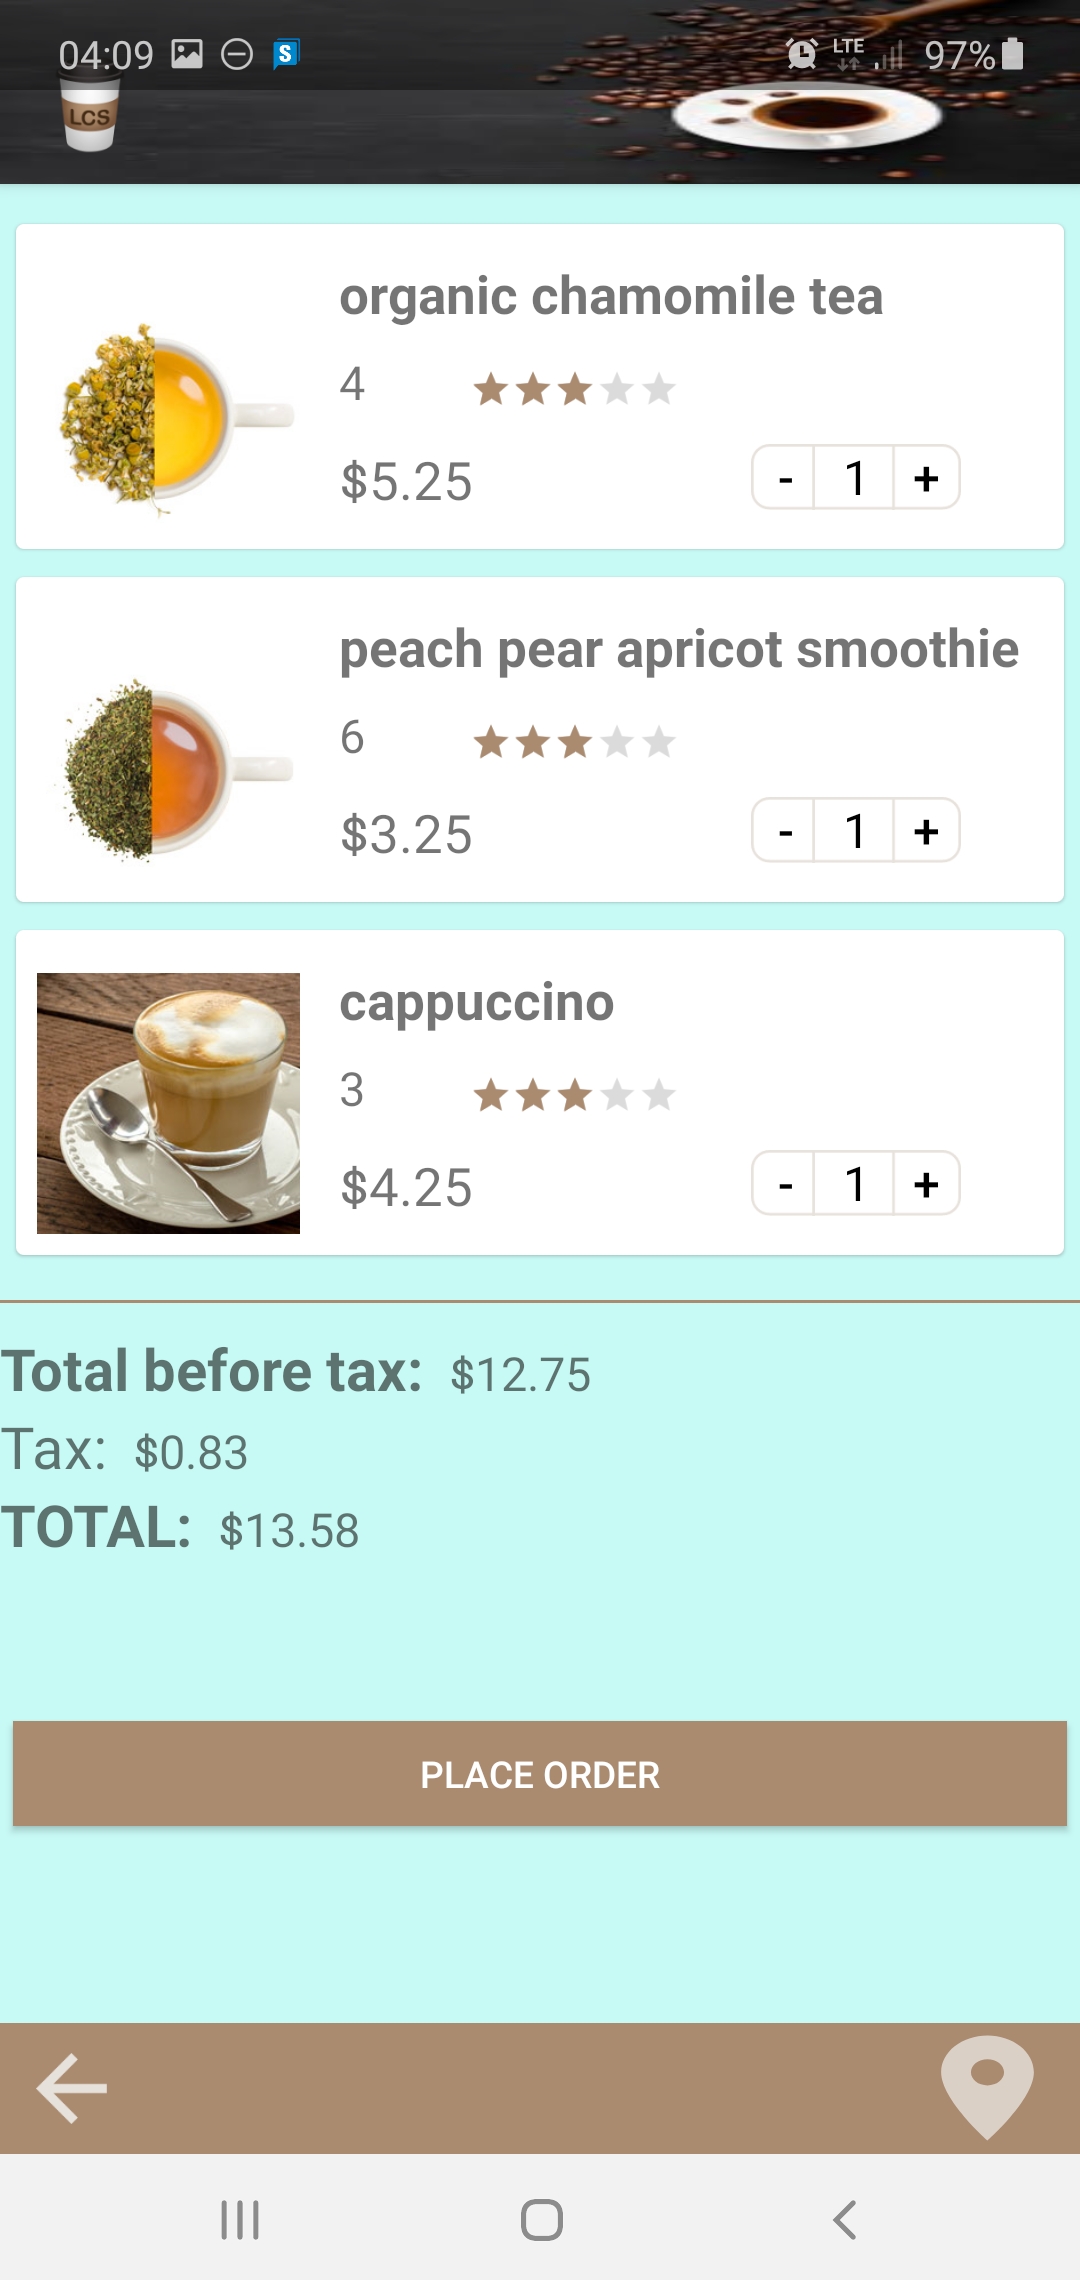 04:09 S LTE 97%
LCS
organic chamomile tea
4
$5.25 - 1 +
peach pear apricot smoothie
6
$3.25 - 1 +
cappuccino
3
$4.25 - 1 +
Total before tax: $12.75
Tax: $0.83
TOTAL: $13.58
PLACE ORDER